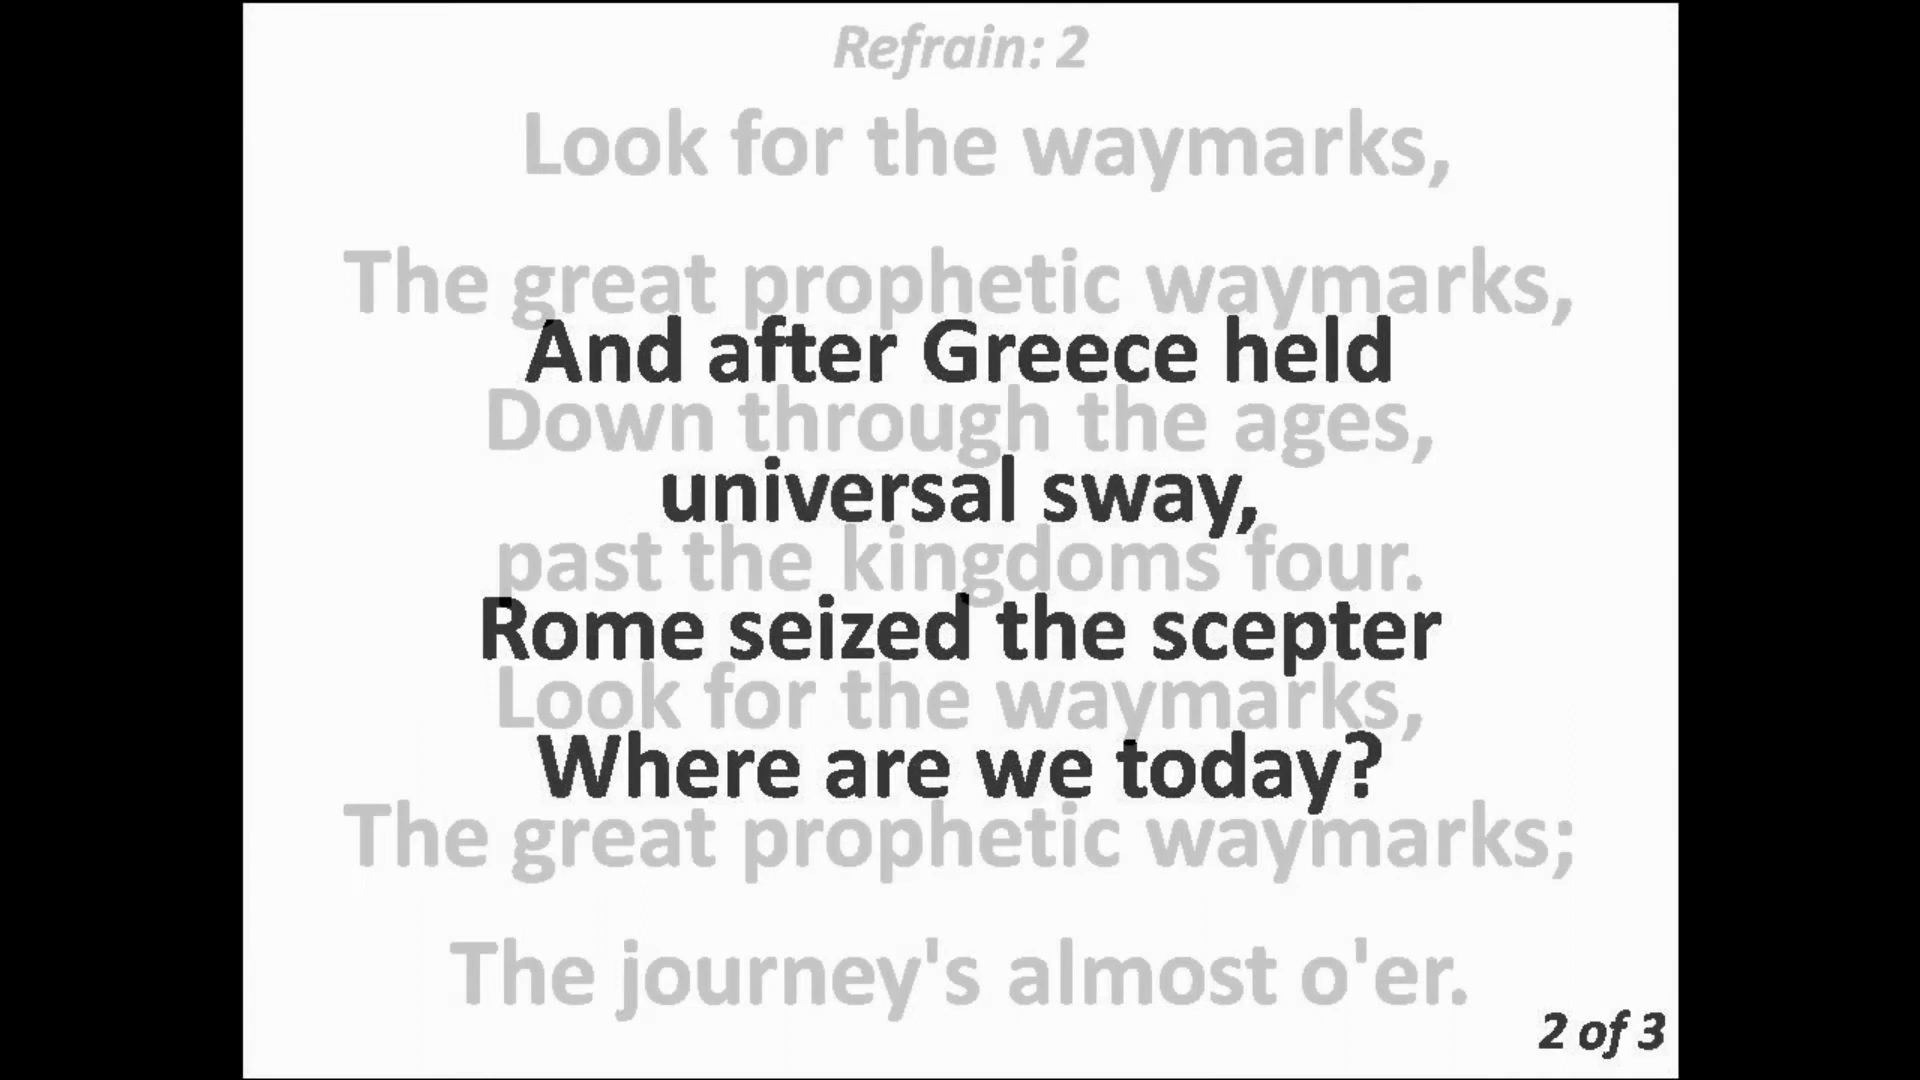 Refrain: 2
Look for the waymarks,
The great prophetic waymarks,
And after Greece held
Down through the ages,
universal sway,
past the kingdoms four.
Rome seized the scepter
Look for the waymarks,
Where are we today?
The great prophetic waymarks;
The journey's almost o'er.
2 of 3